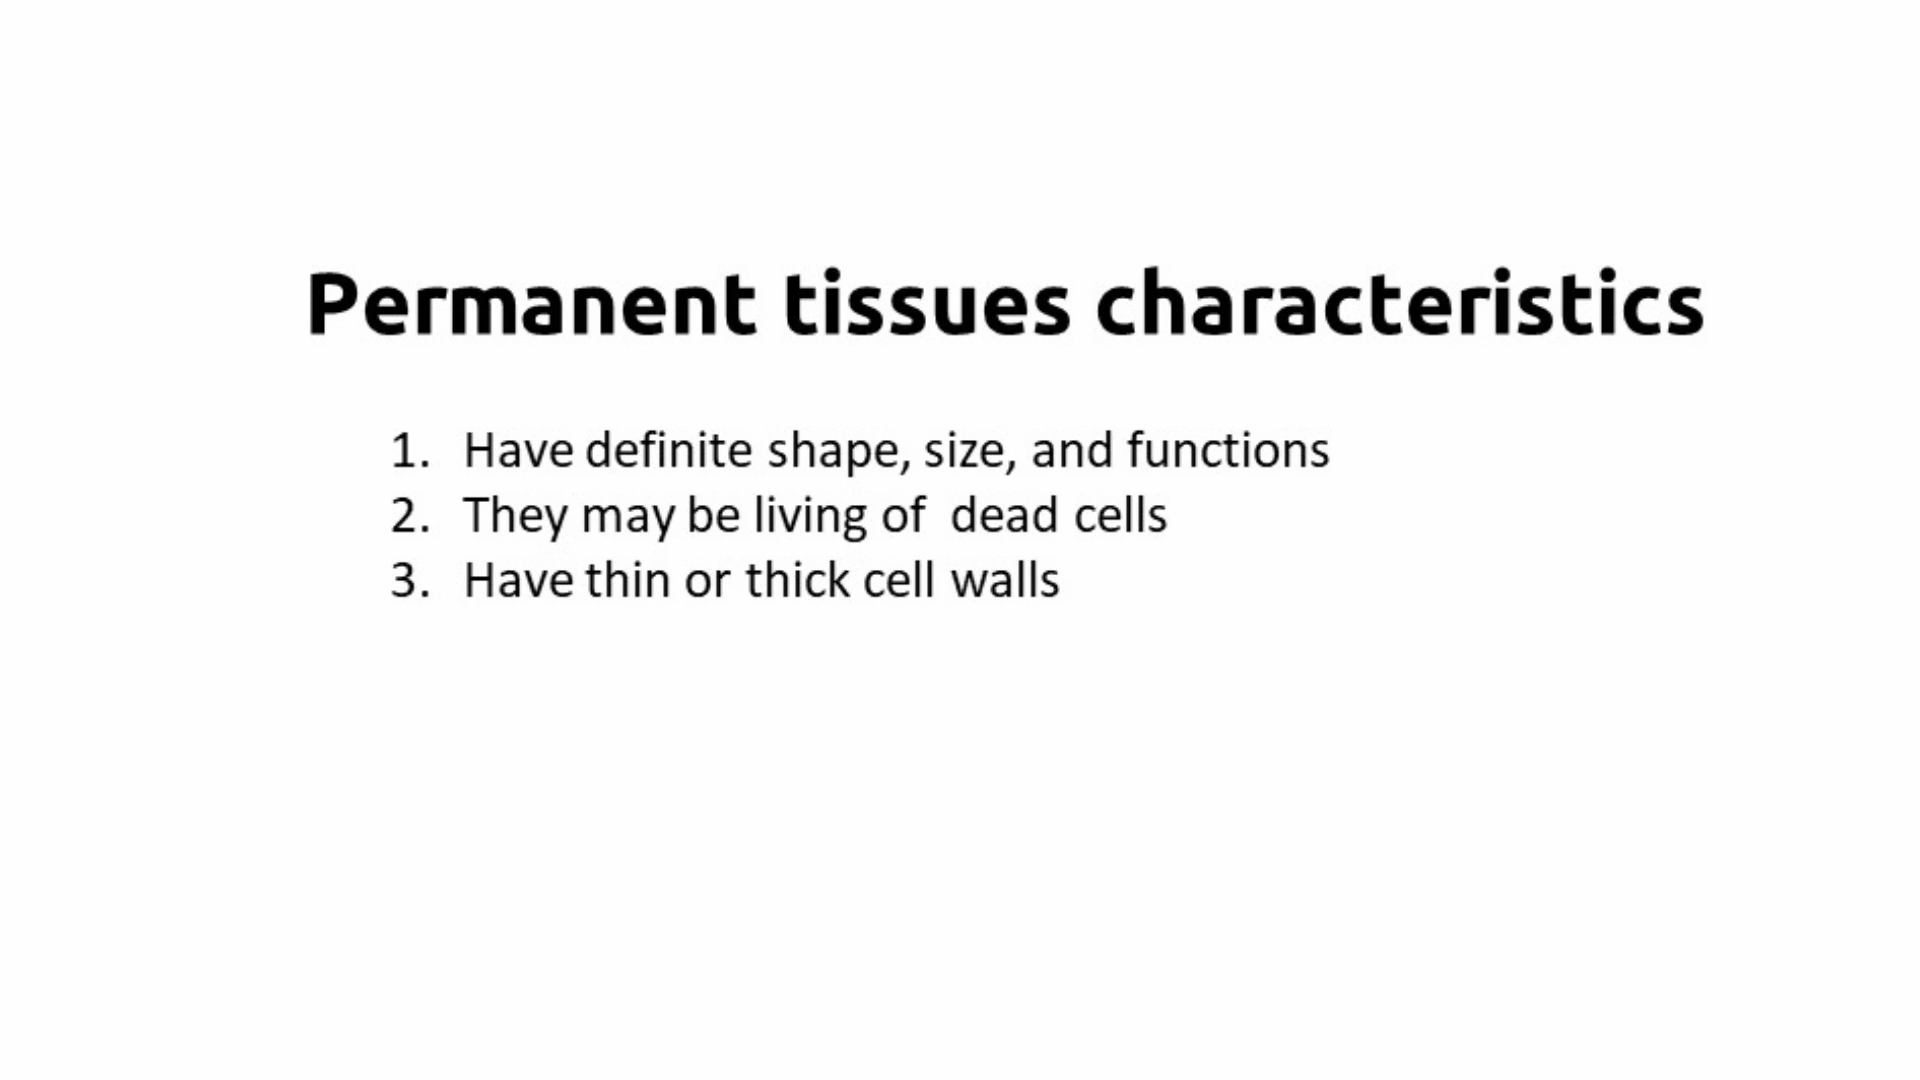 Permanent tissues characteristics
1. Have definite shape, size, and functions
2. They may be living of  dead cells
3. Have thin or thick cell walls